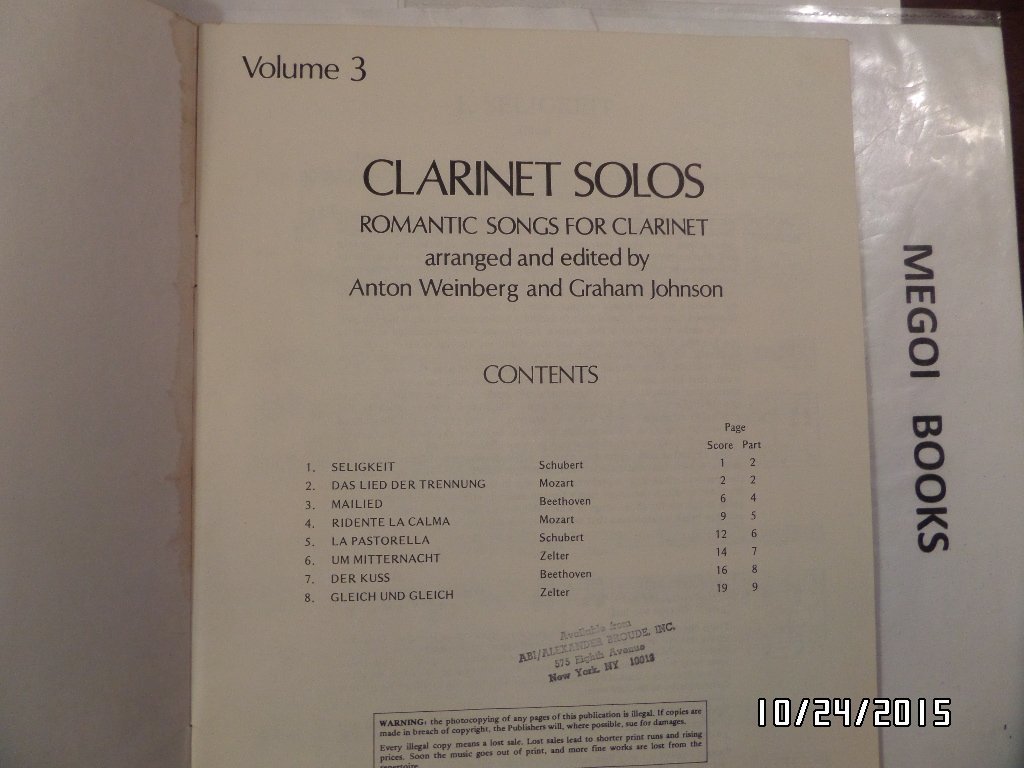 Volume 3
CLARINET SOLOS
ROMANTIC SONGS FOR CLARINET
arranged and edited by
Anton Weinberg and Graham Johnson
CONTENTS
Page
Score Part
1. SELIGKEIT Schubert 1 2
2. DAS LIED DER TRENNUNG Mozart 2 2
3. MAILIED Beethoven 6 4
4. RIDENTE LA CALMA Mozart 9 5
5. LA PASTORELLA Schubert 12 6
6. UM MITTERNACHT Zelter 14 7
7. DER KUSS Beethoven 16 8
8. GLEICH UND GLEICH Zelter 19 9
Available from
ABI/ALEXANDER BROUDE, INC.
575 Eighth Avenue
New York, NY 10018
WARNING: the photocopying of any pages of this publication is illegal. If copies are
made in breach of copyright, the Publishers will, where possible, sue for damages.
Every illegal copy means a lost sale. Lost sales lead to shorter print runs and rising
prices. Soon the music goes out of print, and more fine works are lost from the
repertoire.
MEGOI BOOKS
10/24/2015